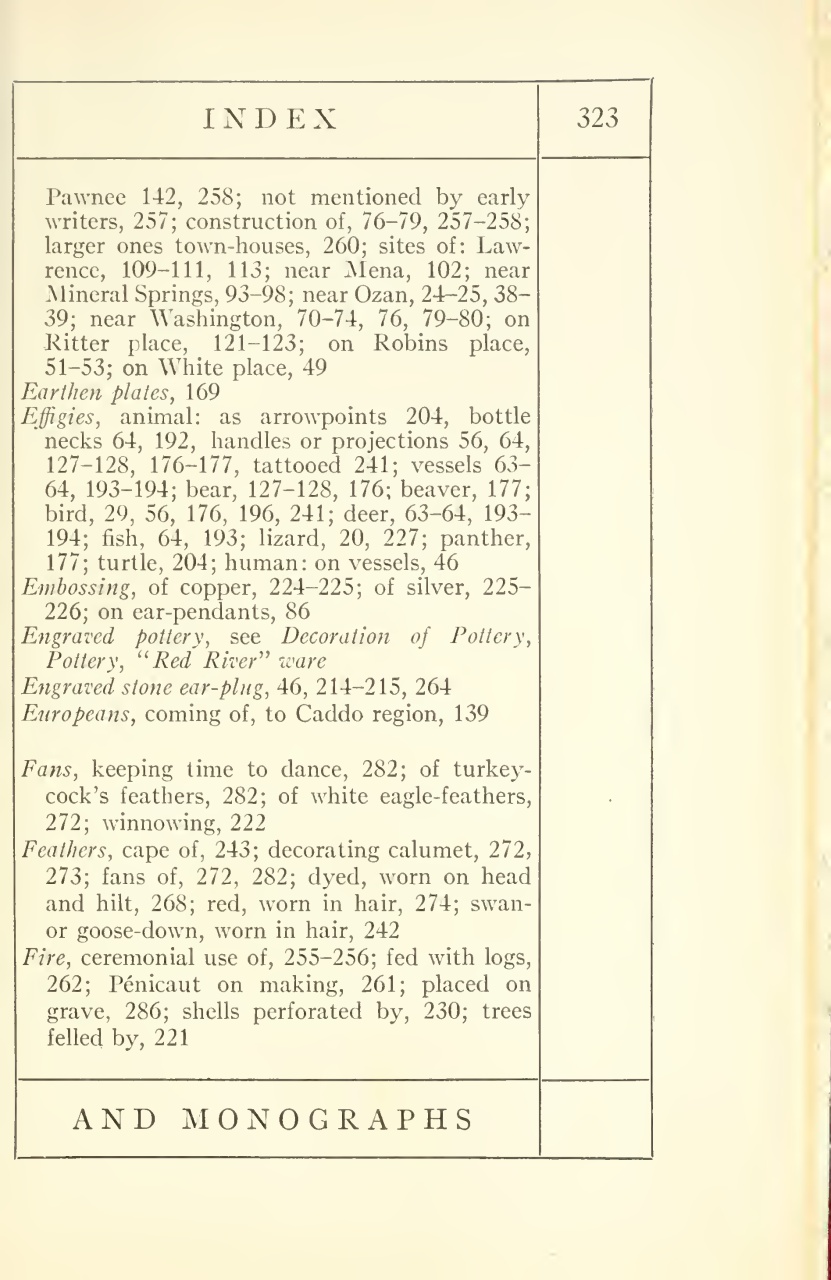 INDEX
323
Pawnee 142, 258; not mentioned by early
writers, 257; construction of, 76–79, 257–258;
larger ones town-houses, 260; sites of: Law-
rence, 109–111, 113; near Mena, 102; near
Mineral Springs, 93–98; near Ozan, 24–25, 38–
39; near Washington, 70–74, 76, 79–80; on
Ritter place, 121–123; on Robins place,
51–53; on White place, 49
Earthen plates, 169
Effigies, animal: as arrowpoints 204, bottle
necks 64, 192, handles or projections 56, 64,
127–128, 176–177, tattooed 241; vessels 63–
64, 193–194; bear, 127–128, 176; beaver, 177;
bird, 29, 56, 176, 196, 241; deer, 63–64, 193–
194; fish, 64, 193; lizard, 20, 227; panther,
177; turtle, 204; human: on vessels, 46
Embossing, of copper, 224–225; of silver, 225–
226; on ear-pendants, 86
Engraved pottery, see Decoration of Pottery,
Pottery, "Red River" ware
Engraved stone ear-plug, 46, 214–215, 264
Europeans, coming of, to Caddo region, 139
Fans, keeping time to dance, 282; of turkey-
cock's feathers, 282; of white eagle-feathers,
272; winnowing, 222
Feathers, cape of, 243; decorating calumet, 272,
273; fans of, 272, 282; dyed, worn on head
and hilt, 268; red, worn in hair, 274; swan-
or goose-down, worn in hair, 242
Fire, ceremonial use of, 255–256; fed with logs,
262; Pénicaut on making, 261; placed on
grave, 286; shells perforated by, 230; trees
felled by, 221
AND MONOGRAPHS